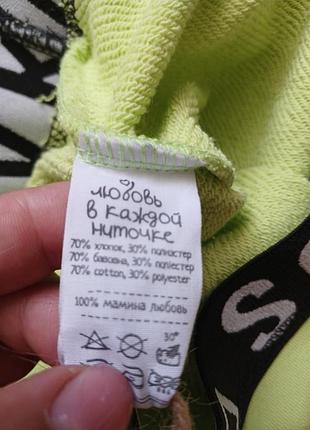 любовь
в каждой
ниточке
70% хлопок, 30% полиэстер
70% бавовна, 30% поліестер
70% cotton, 30% polyester
100% мамина любовь
30°
S